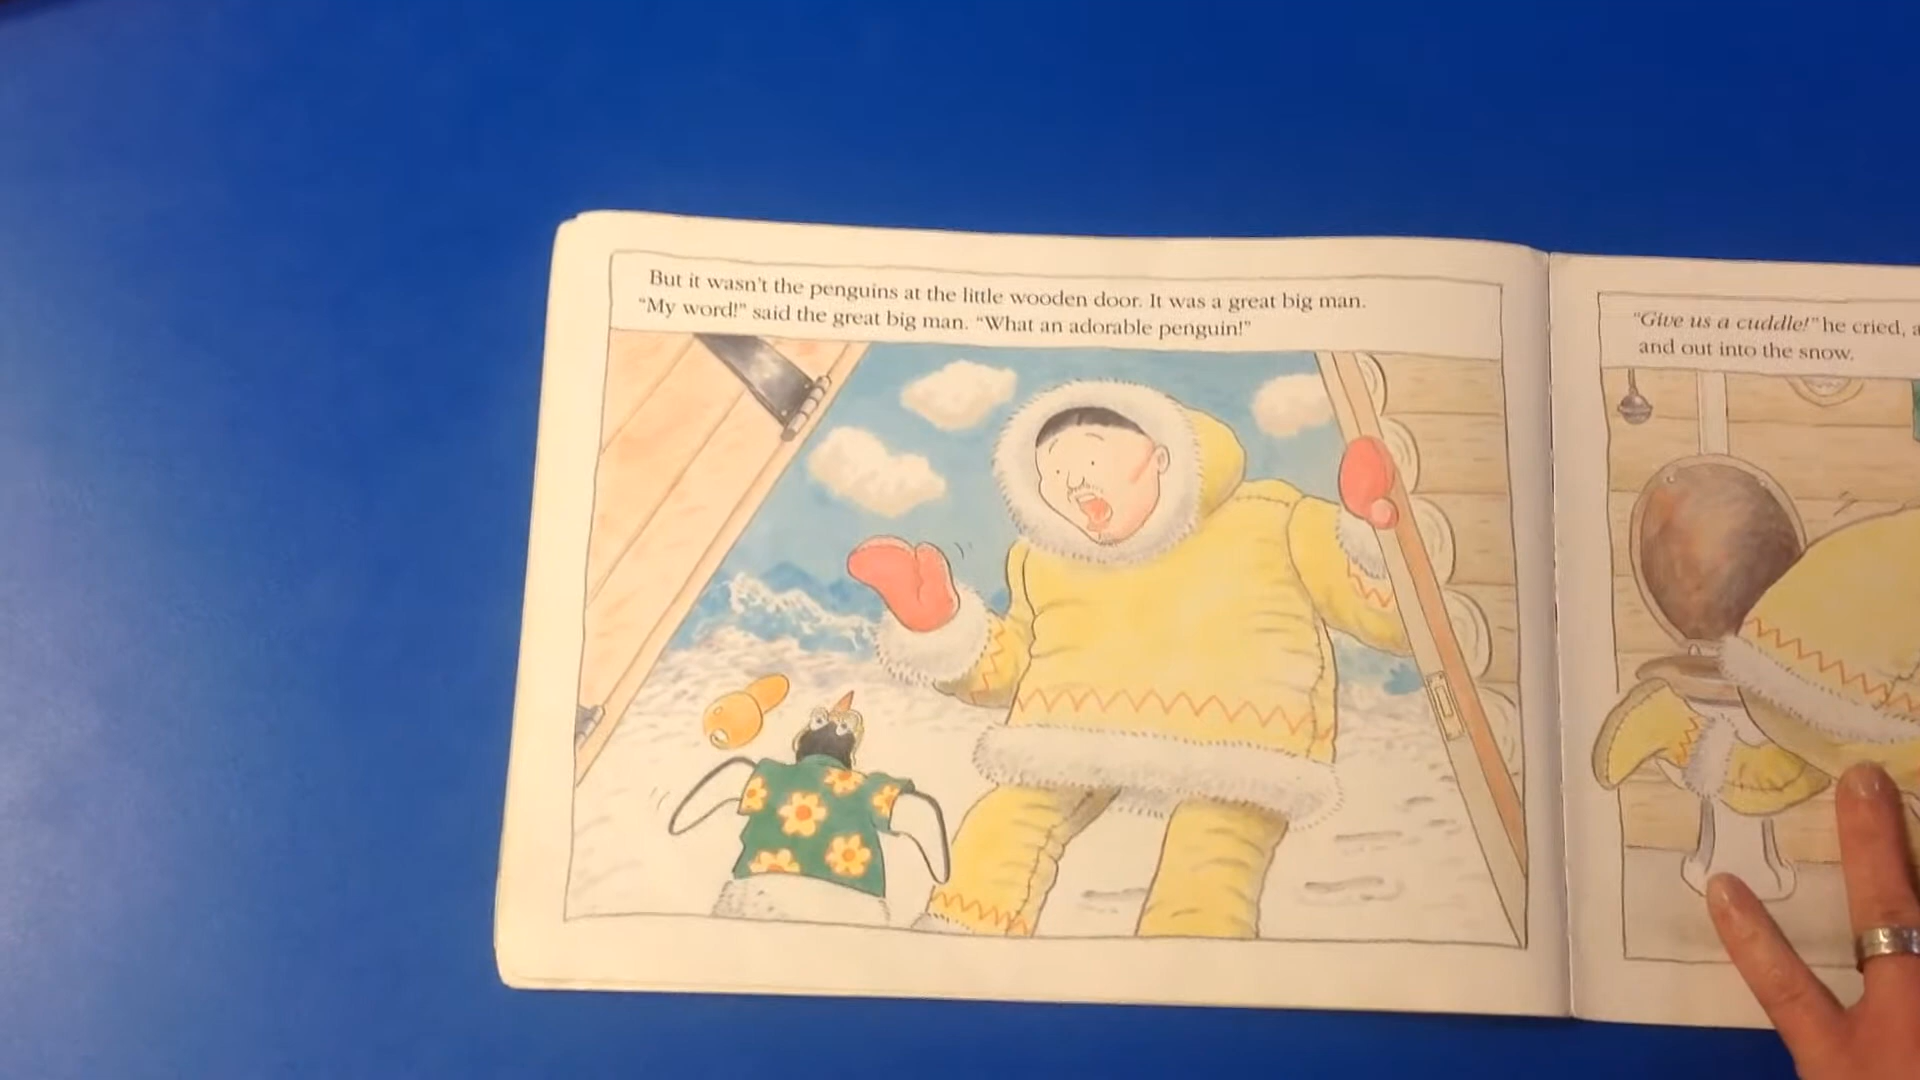 But it wasn't the penguins at the little wooden door. It was a great big man.
"My word!" said the great big man. "What an adorable penguin!"
"Give us a cuddle!" he cried, a
and out into the snow.